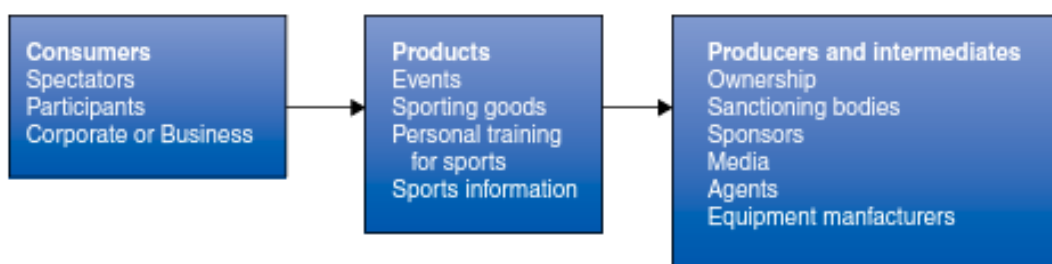 Consumers
Spectators
Participants
Corporate or Business
Products
Events
Sporting goods
Personal training
for sports
Sports information
Producers and intermediates
Ownership
Sanctioning bodies
Sponsors
Media
Agents
Equipment manfacturers